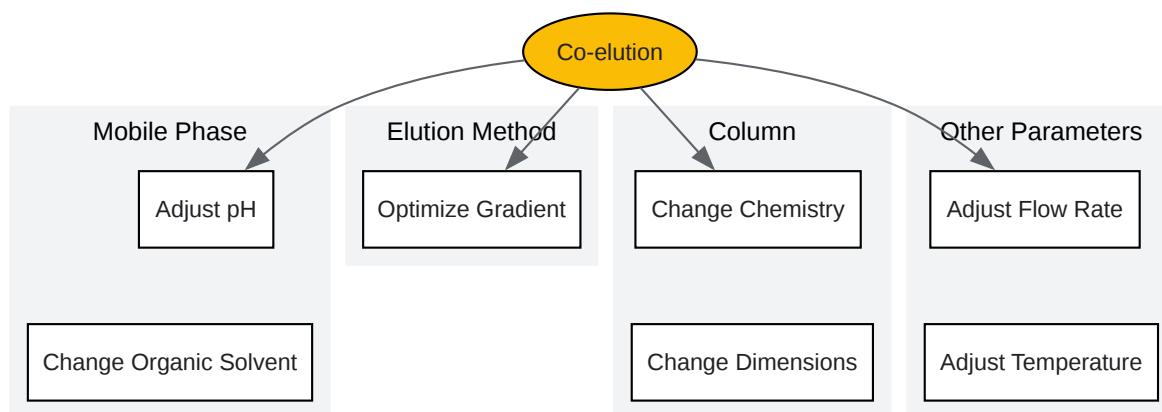 Co-elution
Mobile Phase
Elution Method
Column
Other Parameters
Adjust pH
Optimize Gradient
Change Chemistry
Adjust Flow Rate
Change Organic Solvent
Change Dimensions
Adjust Temperature